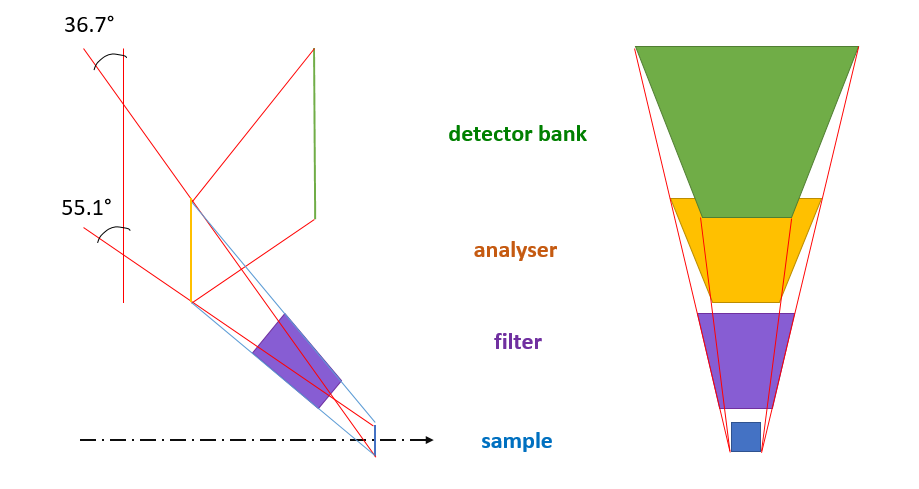 36.7°
55.1°
detector bank
analyser
filter
sample